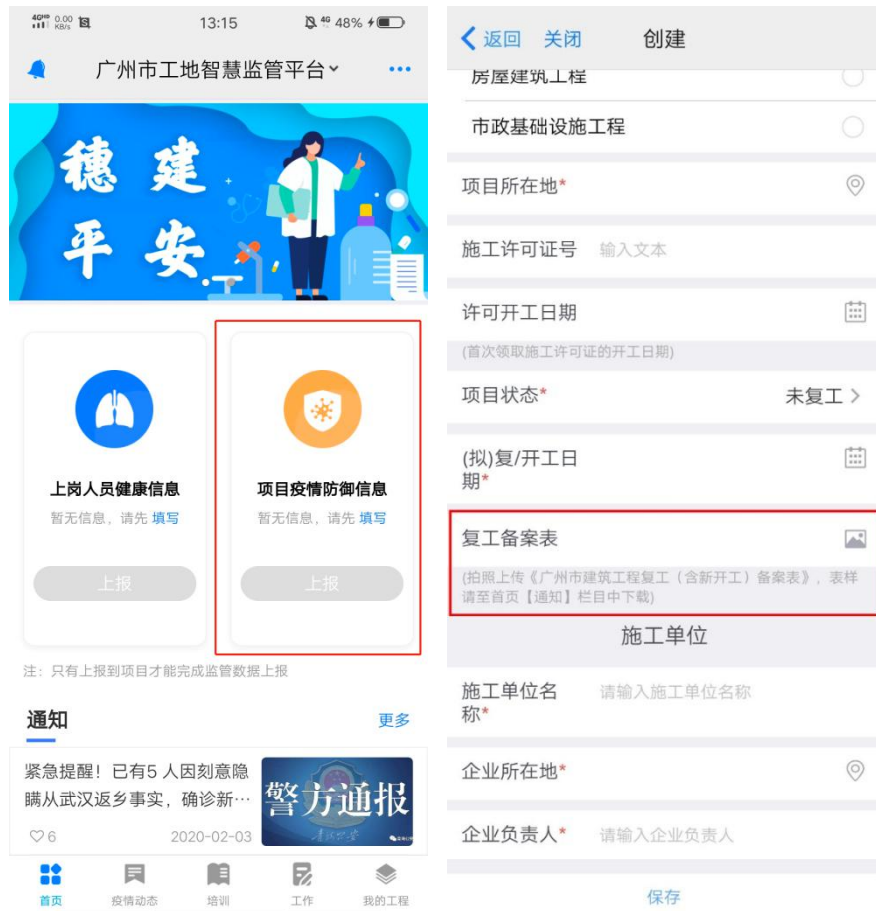 4GHD 0.00 KB/s 13:15 4G 48%
广州市工地智慧监管平台
穗建
平安
上岗人员健康信息
暂无信息，请先 填写
上报
项目疫情防御信息
暂无信息，请先 填写
上报
注：只有上报到项目才能完成监管数据上报
通知 更多
紧急提醒！已有5 人因刻意隐
瞒从武汉返乡事实，确诊新…
6 2020-02-03
警方通报
首页 疫情动态 培训 工作 我的工程
返回 关闭 创建
房屋建筑工程
市政基础设施工程
项目所在地*
施工许可证号 输入文本
许可开工日期
(首次领取施工许可证的开工日期)
项目状态* 未复工
(拟)复/开工日
期*
复工备案表
(拍照上传《广州市建筑工程复工（含新开工）备案表》，表样
请至首页【通知】栏目中下载)
施工单位
施工单位名 请输入施工单位名称
称*
企业所在地*
企业负责人* 请输入企业负责人
保存